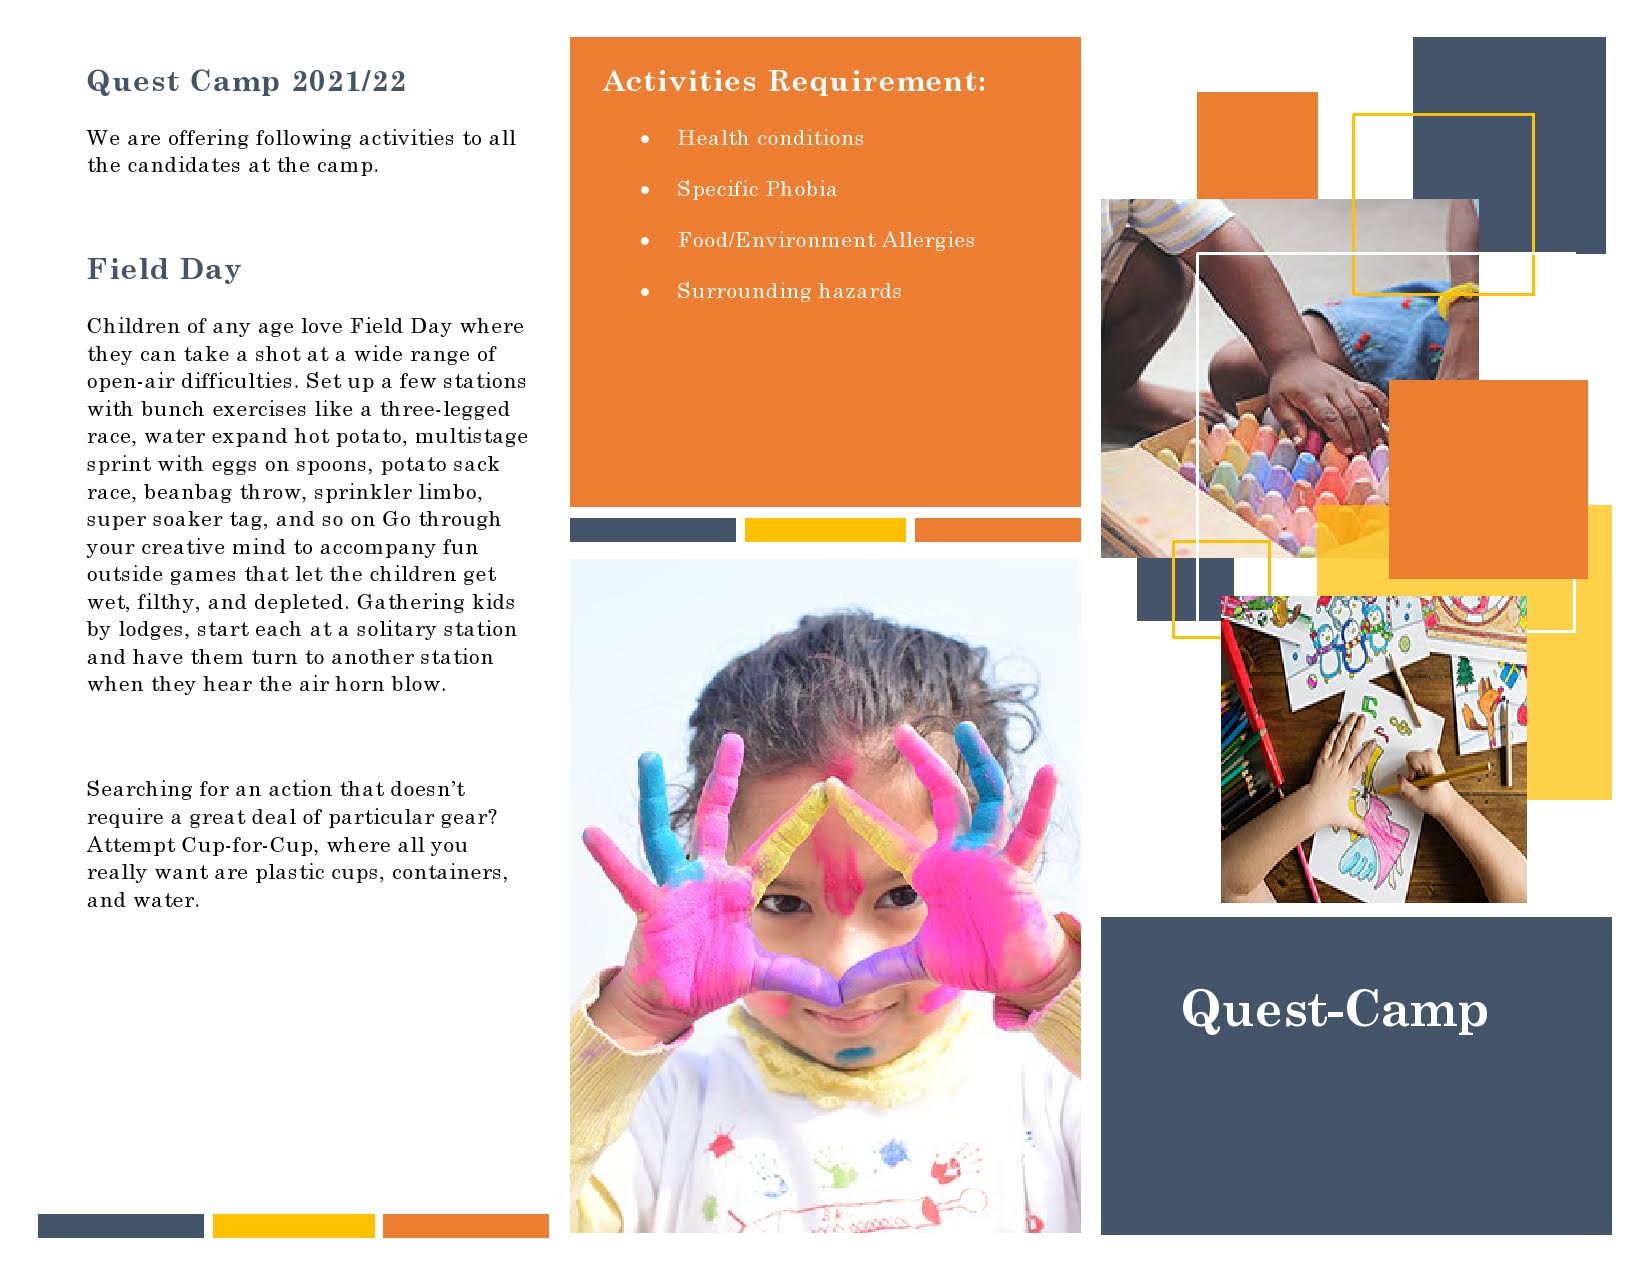 Quest Camp 2021/22
We are offering following activities to all
the candidates at the camp.
Field Day
Children of any age love Field Day where
they can take a shot at a wide range of
open-air difficulties. Set up a few stations
with bunch exercises like a three-legged
race, water expand hot potato, multistage
sprint with eggs on spoons, potato sack
race, beanbag throw, sprinkler limbo,
super soaker tag, and so on Go through
your creative mind to accompany fun
outside games that let the children get
wet, filthy, and depleted. Gathering kids
by lodges, start each at a solitary station
and have them turn to another station
when they hear the air horn blow.
Searching for an action that doesn’t
require a great deal of particular gear?
Attempt Cup-for-Cup, where all you
really want are plastic cups, containers,
and water.
Activities Requirement:
• Health conditions
• Specific Phobia
• Food/Environment Allergies
• Surrounding hazards
Quest-Camp